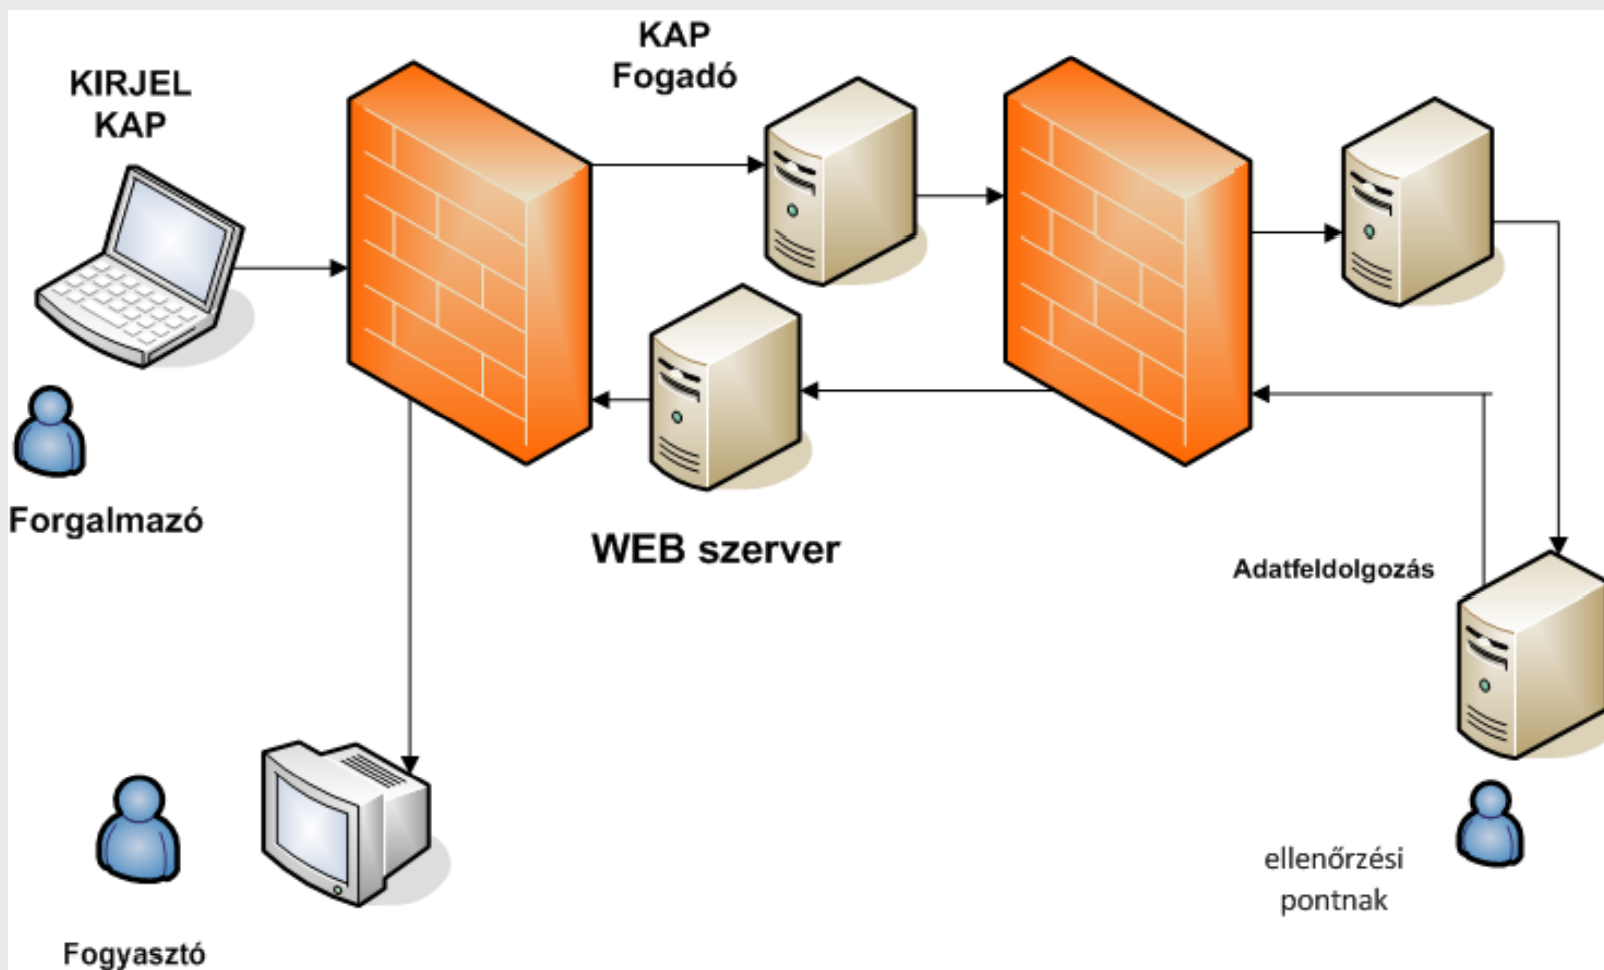 KAP
Fogadó
KIRJEL
KAP
Forgalmazó
WEB szerver
Adatfeldolgozás
ellenőrzési
pontnak
Fogyasztó